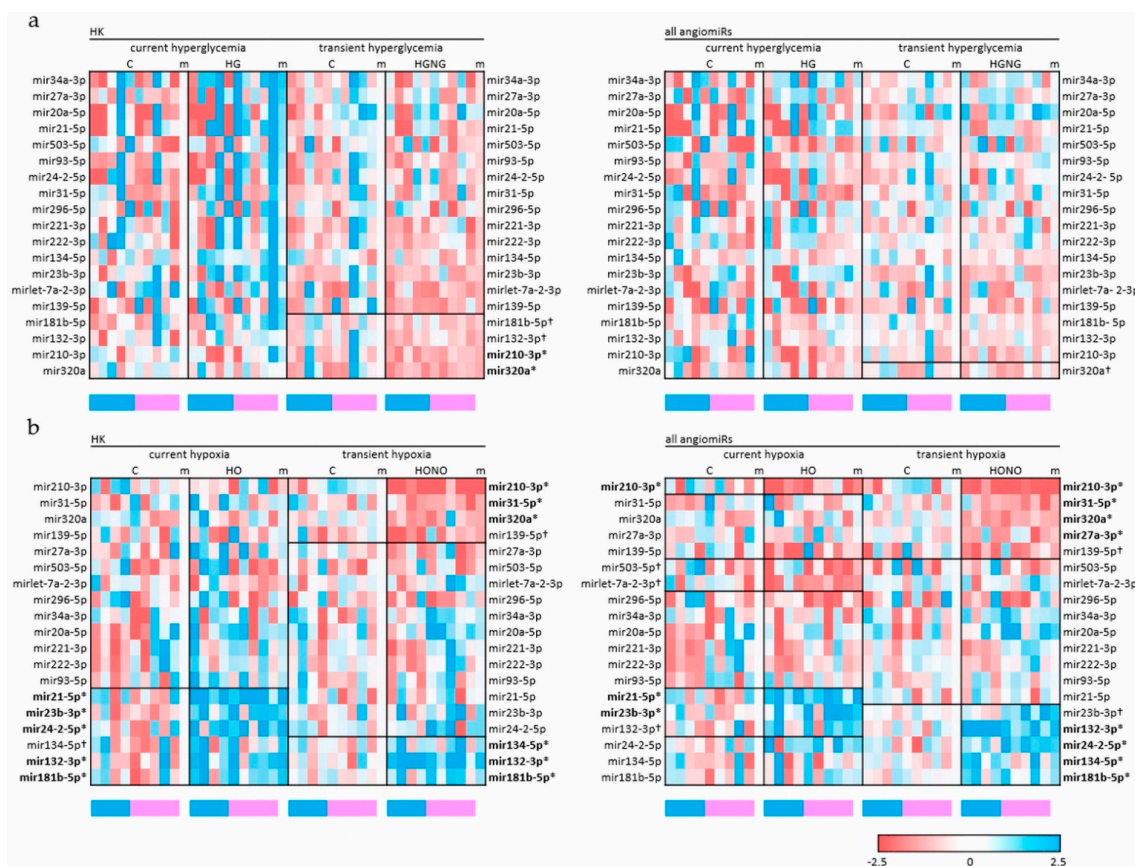 a
HK
all angiomiRs
current hyperglycemia transient hyperglycemia
current hyperglycemia transient hyperglycemia
C m HG m C m HGNG m
C m HG m C m HGNG m
mir34a-3p mir34a-3p mir34a-3p mir34a-3p
mir27a-3p mir27a-3p mir27a-3p mir27a-3p
mir20a-5p mir20a-5p mir20a-5p mir20a-5p
mir21-5p mir21-5p mir21-5p mir21-5p
mir503-5p mir503-5p mir503-5p mir503-5p
mir93-5p mir93-5p mir93-5p mir93-5p
mir24-2-5p mir24-2-5p mir24-2-5p mir24-2- 5p
mir31-5p mir31-5p mir31-5p mir31-5p
mir296-5p mir296-5p mir296-5p mir296-5p
mir221-3p mir221-3p mir221-3p mir221-3p
mir222-3p mir222-3p mir222-3p mir222-3p
mir134-5p mir134-5p mir134-5p mir134-5p
mir23b-3p mir23b-3p mir23b-3p mir23b-3p
mirlet-7a-2-3p mirlet-7a-2-3p mirlet-7a-2-3p mirlet-7a- 2-3p
mir139-5p mir139-5p mir139-5p mir139-5p
mir181b-5p mir181b-5p† mir181b-5p mir181b- 5p
mir132-3p mir132-3p† mir132-3p mir132-3p
mir210-3p mir210-3p* mir210-3p mir210-3p
mir320a mir320a* mir320a mir320a†
b
HK
all angiomiRs
current hypoxia transient hypoxia
current hypoxia transient hypoxia
C m HO m C m HONO m
C m HO m C m HONO m
mir210-3p mir210-3p* mir210-3p* mir210-3p*
mir31-5p mir31-5p* mir31-5p mir31-5p*
mir320a mir320a* mir320a mir320a*
mir139-5p mir139-5p† mir27a-3p mir27a-3p*
mir27a-3p mir27a-3p mir139-5p mir139-5p†
mir503-5p mir503-5p mir503-5p† mir503-5p
mirlet-7a-2-3p mirlet-7a-2-3p mirlet-7a-2-3p† mirlet-7a-2-3p
mir296-5p mir296-5p mir296-5p mir296-5p
mir34a-3p mir34a-3p mir34a-3p mir34a-3p
mir20a-5p mir20a-5p mir20a-5p mir20a-5p
mir221-3p mir221-3p mir221-3p mir221-3p
mir222-3p mir222-3p mir222-3p mir222-3p
mir93-5p mir93-5p mir93-5p mir93-5p
mir21-5p* mir21-5p mir21-5p* mir21-5p
mir23b-3p* mir23b-3p mir23b-3p* mir23b-3p†
mir24-2-5p* mir24-2-5p mir132-3p† mir132-3p*
mir134-5p† mir134-5p* mir24-2-5p mir24-2-5p*
mir132-3p* mir132-3p* mir134-5p mir134-5p*
mir181b-5p* mir181b-5p* mir181b-5p mir181b-5p*
-2.5 0 2.5